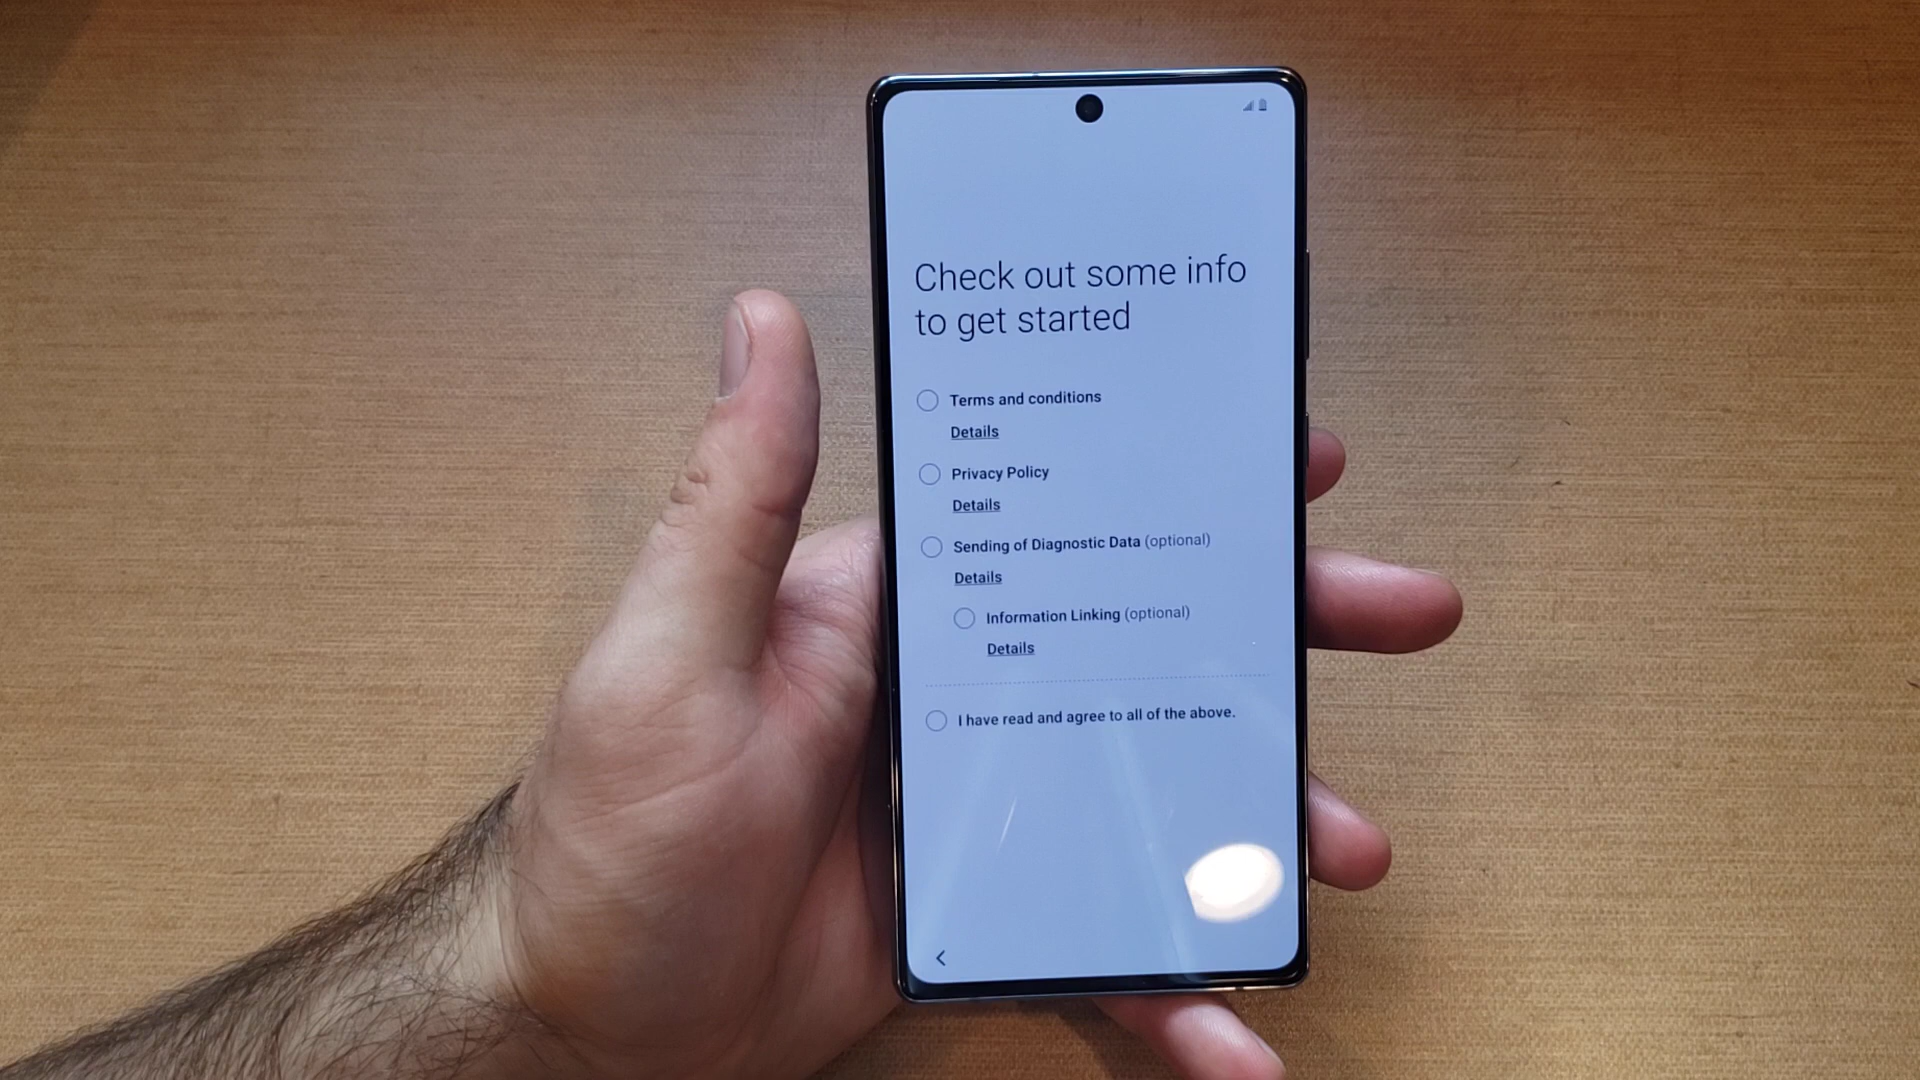 Check out some info
to get started
Terms and conditions
Details
Privacy Policy
Details
Sending of Diagnostic Data (optional)
Details
Information Linking (optional)
Details
I have read and agree to all of the above.